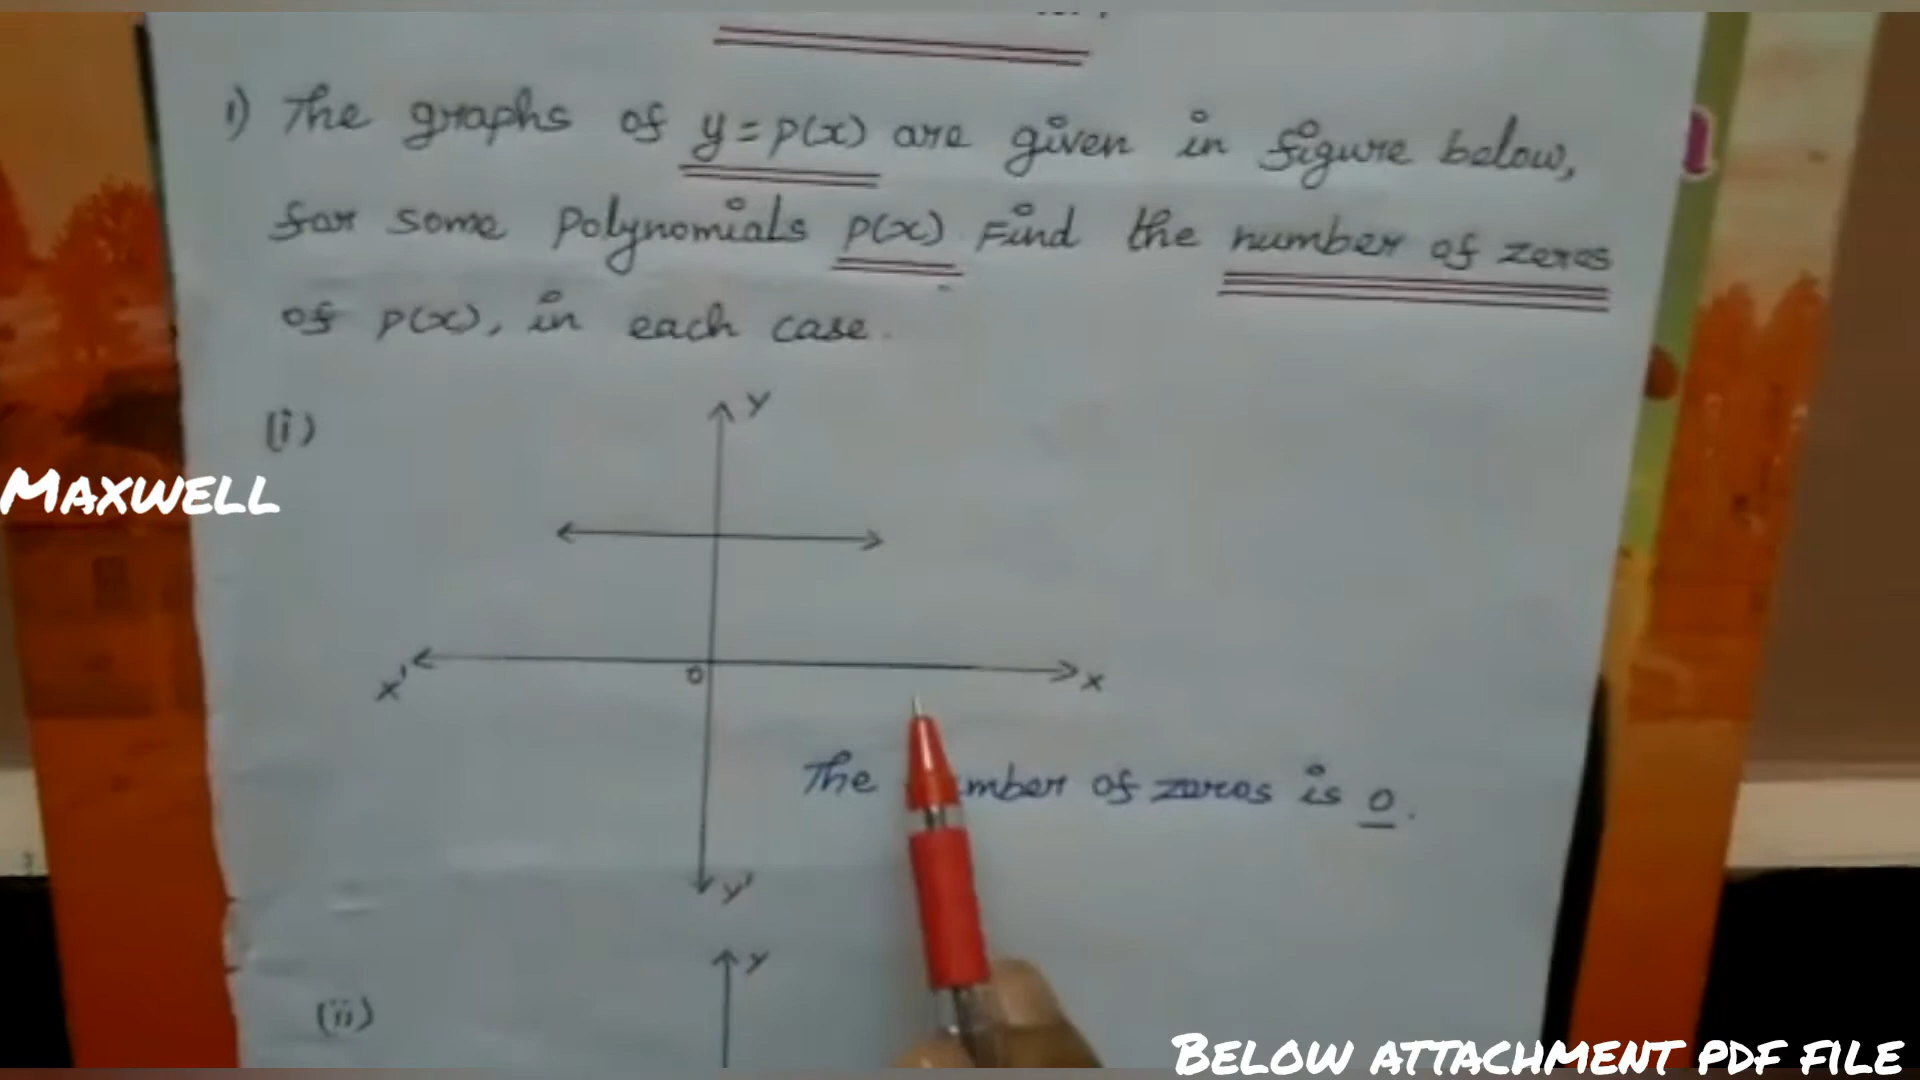 1) The graphs of y=p(x) are given in figure below,
for some polynomials p(x) Find the number of zeros
of p(x), in each case.
(i)
Y
MAXWELL
X'
O
X
The number of zeros is 0.
Y'
Y
(ii)
BELOW ATTACHMENT PDF FILE